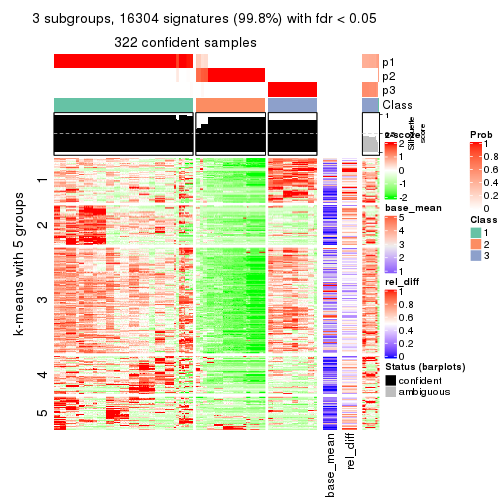 3 subgroups, 16304 signatures (99.8%) with fdr < 0.05
322 confident samples
p1
p2
p3
Class
1
Silhouette
score
k-means with 5 groups
1
2
3
4
5
base_mean
rel_diff
z-score
2
1
0
-1
-2
base_mean
5
4
3
2
1
rel_diff
1
0.8
0.6
0.4
0.2
0
Status (barplots)
confident
ambiguous
Prob
1
0.8
0.6
0.4
0.2
0
Class
1
2
3